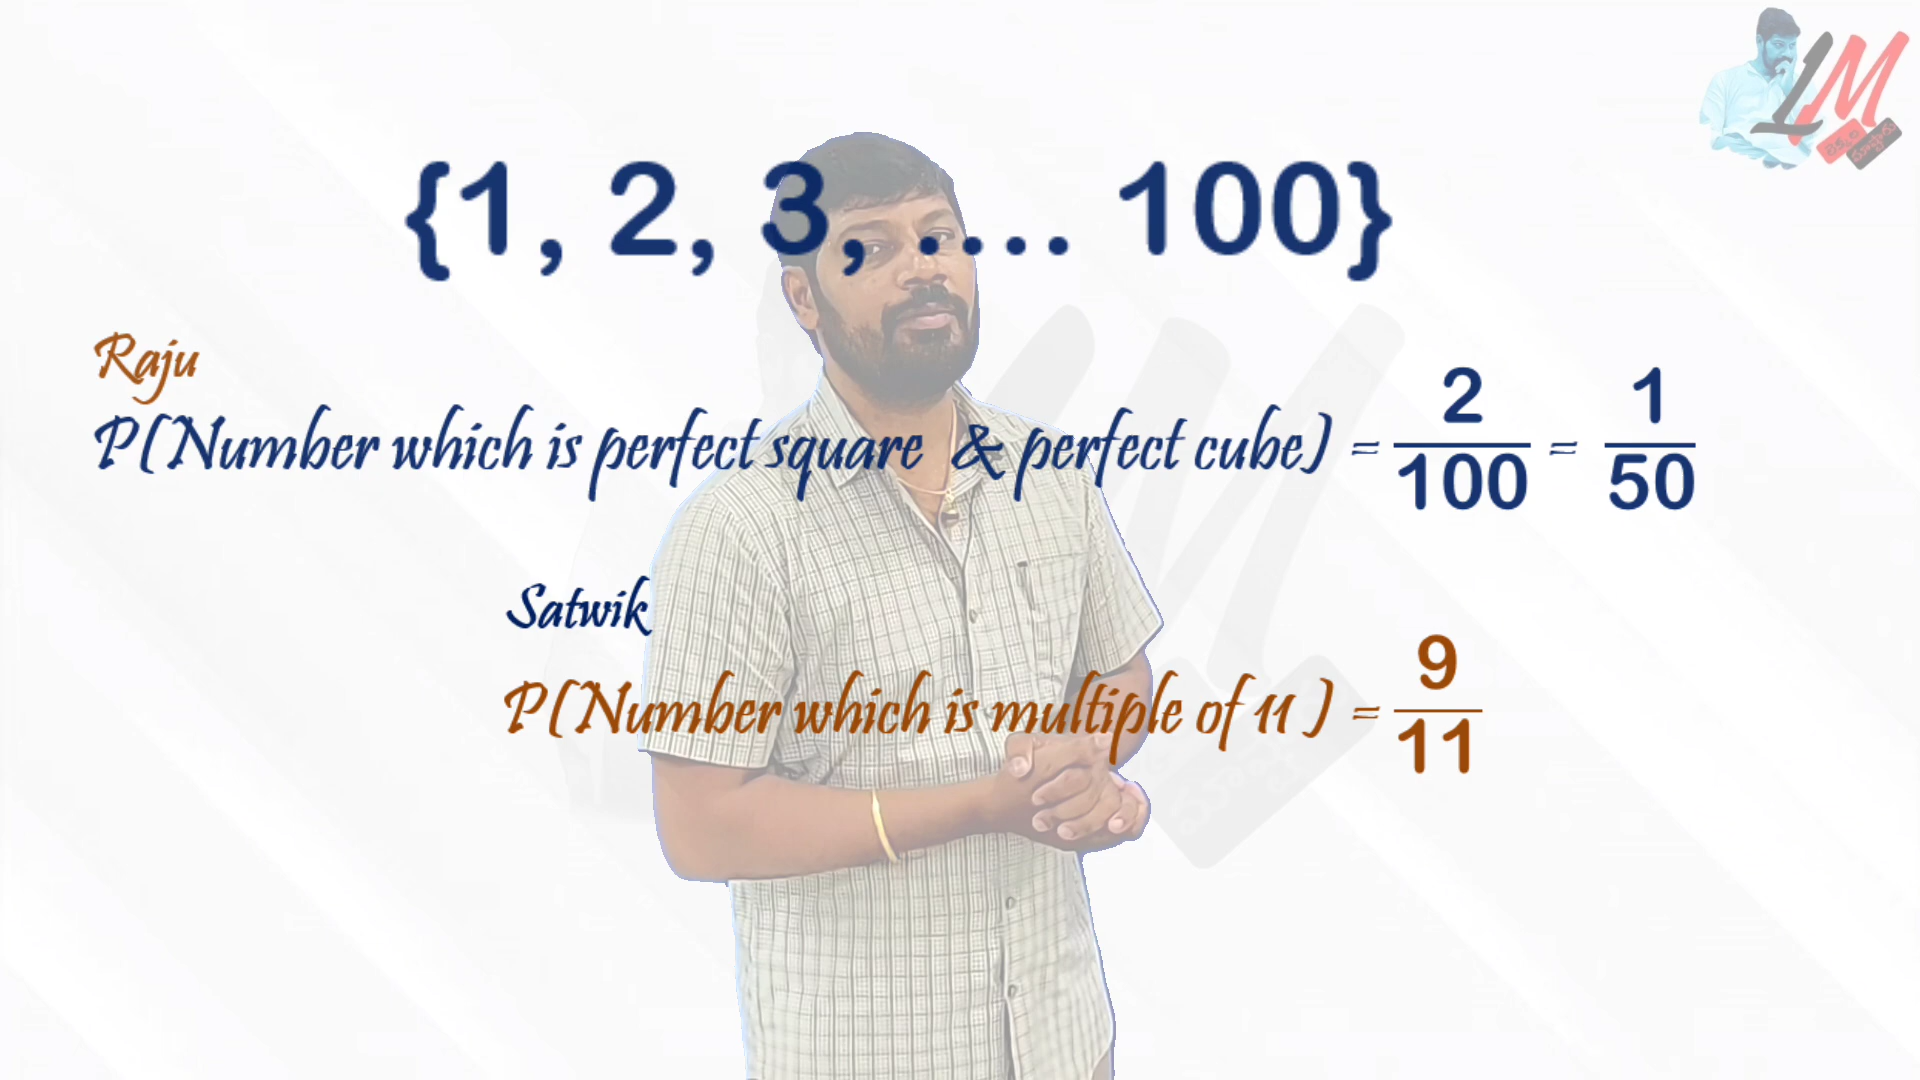 LM
{1, 2, 3, .... 100}
Raju
P(Number which is perfect square & perfect cube) = 2/100 = 1/50
Satwik
P(Number which is multiple of 11 ) = 9/11